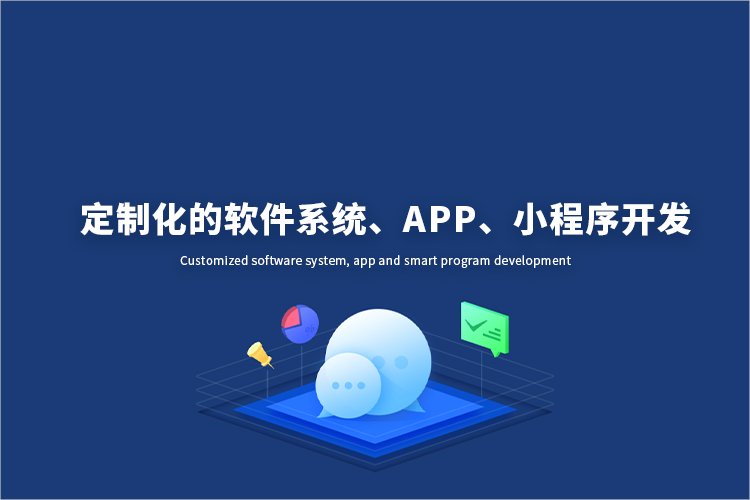 定制化的软件系统、APP、小程序开发
Customized software system, app and smart program development